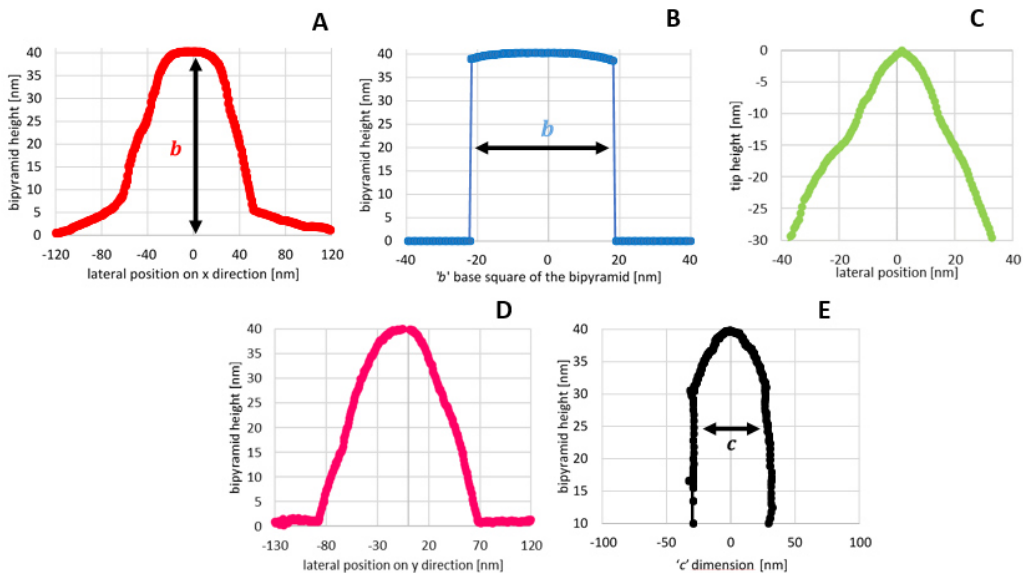 A
40
35
30
25
20
15
10
5
0
bipyramid height [nm]
b
-120 -80 -40 0 40 80 120
lateral position on x direction [nm]
B
40
35
30
25
20
15
10
5
0
bipyramid height [nm]
b
-40 -20 0 20 40
'b' base square of the bipyramid [nm]
C
0
-5
-10
-15
-20
-25
-30
tip height [nm]
-40 -20 0 20 40
lateral position [nm]
D
40
35
30
25
20
15
10
5
0
bipyramid height [nm]
-130 -80 -30 20 70 120
lateral position on y direction [nm]
E
40
35
30
25
20
15
10
bipyramid height [nm]
c
-100 -50 0 50 100
'c' dimension [nm]